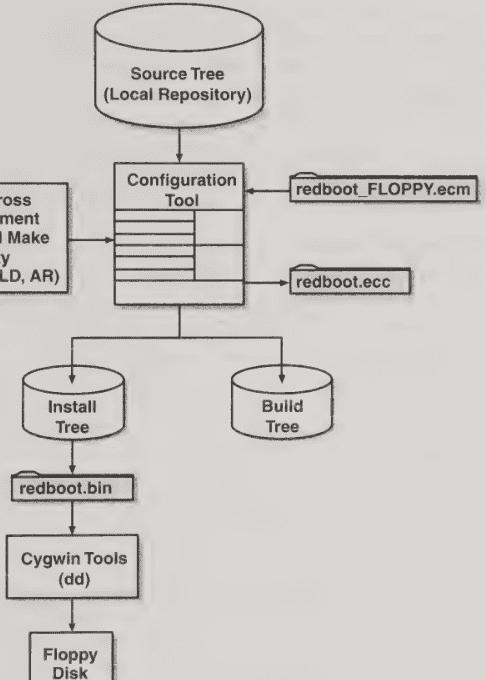 Source Tree
(Local Repository)
Configuration
Tool
redboot_FLOPPY.ecm
ross
ment
Make
LD, AR)
redboot.ecc
Install
Tree
Build
Tree
redboot.bin
Cygwin Tools
(dd)
Floppy
Disk